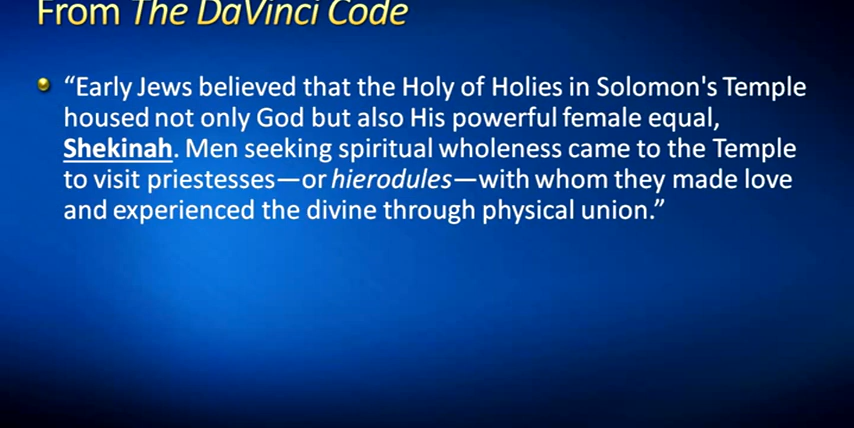 From The DaVinci Code
“Early Jews believed that the Holy of Holies in Solomon's Temple
housed not only God but also His powerful female equal,
Shekinah. Men seeking spiritual wholeness came to the Temple
to visit priestesses—or hierodules—with whom they made love
and experienced the divine through physical union.”